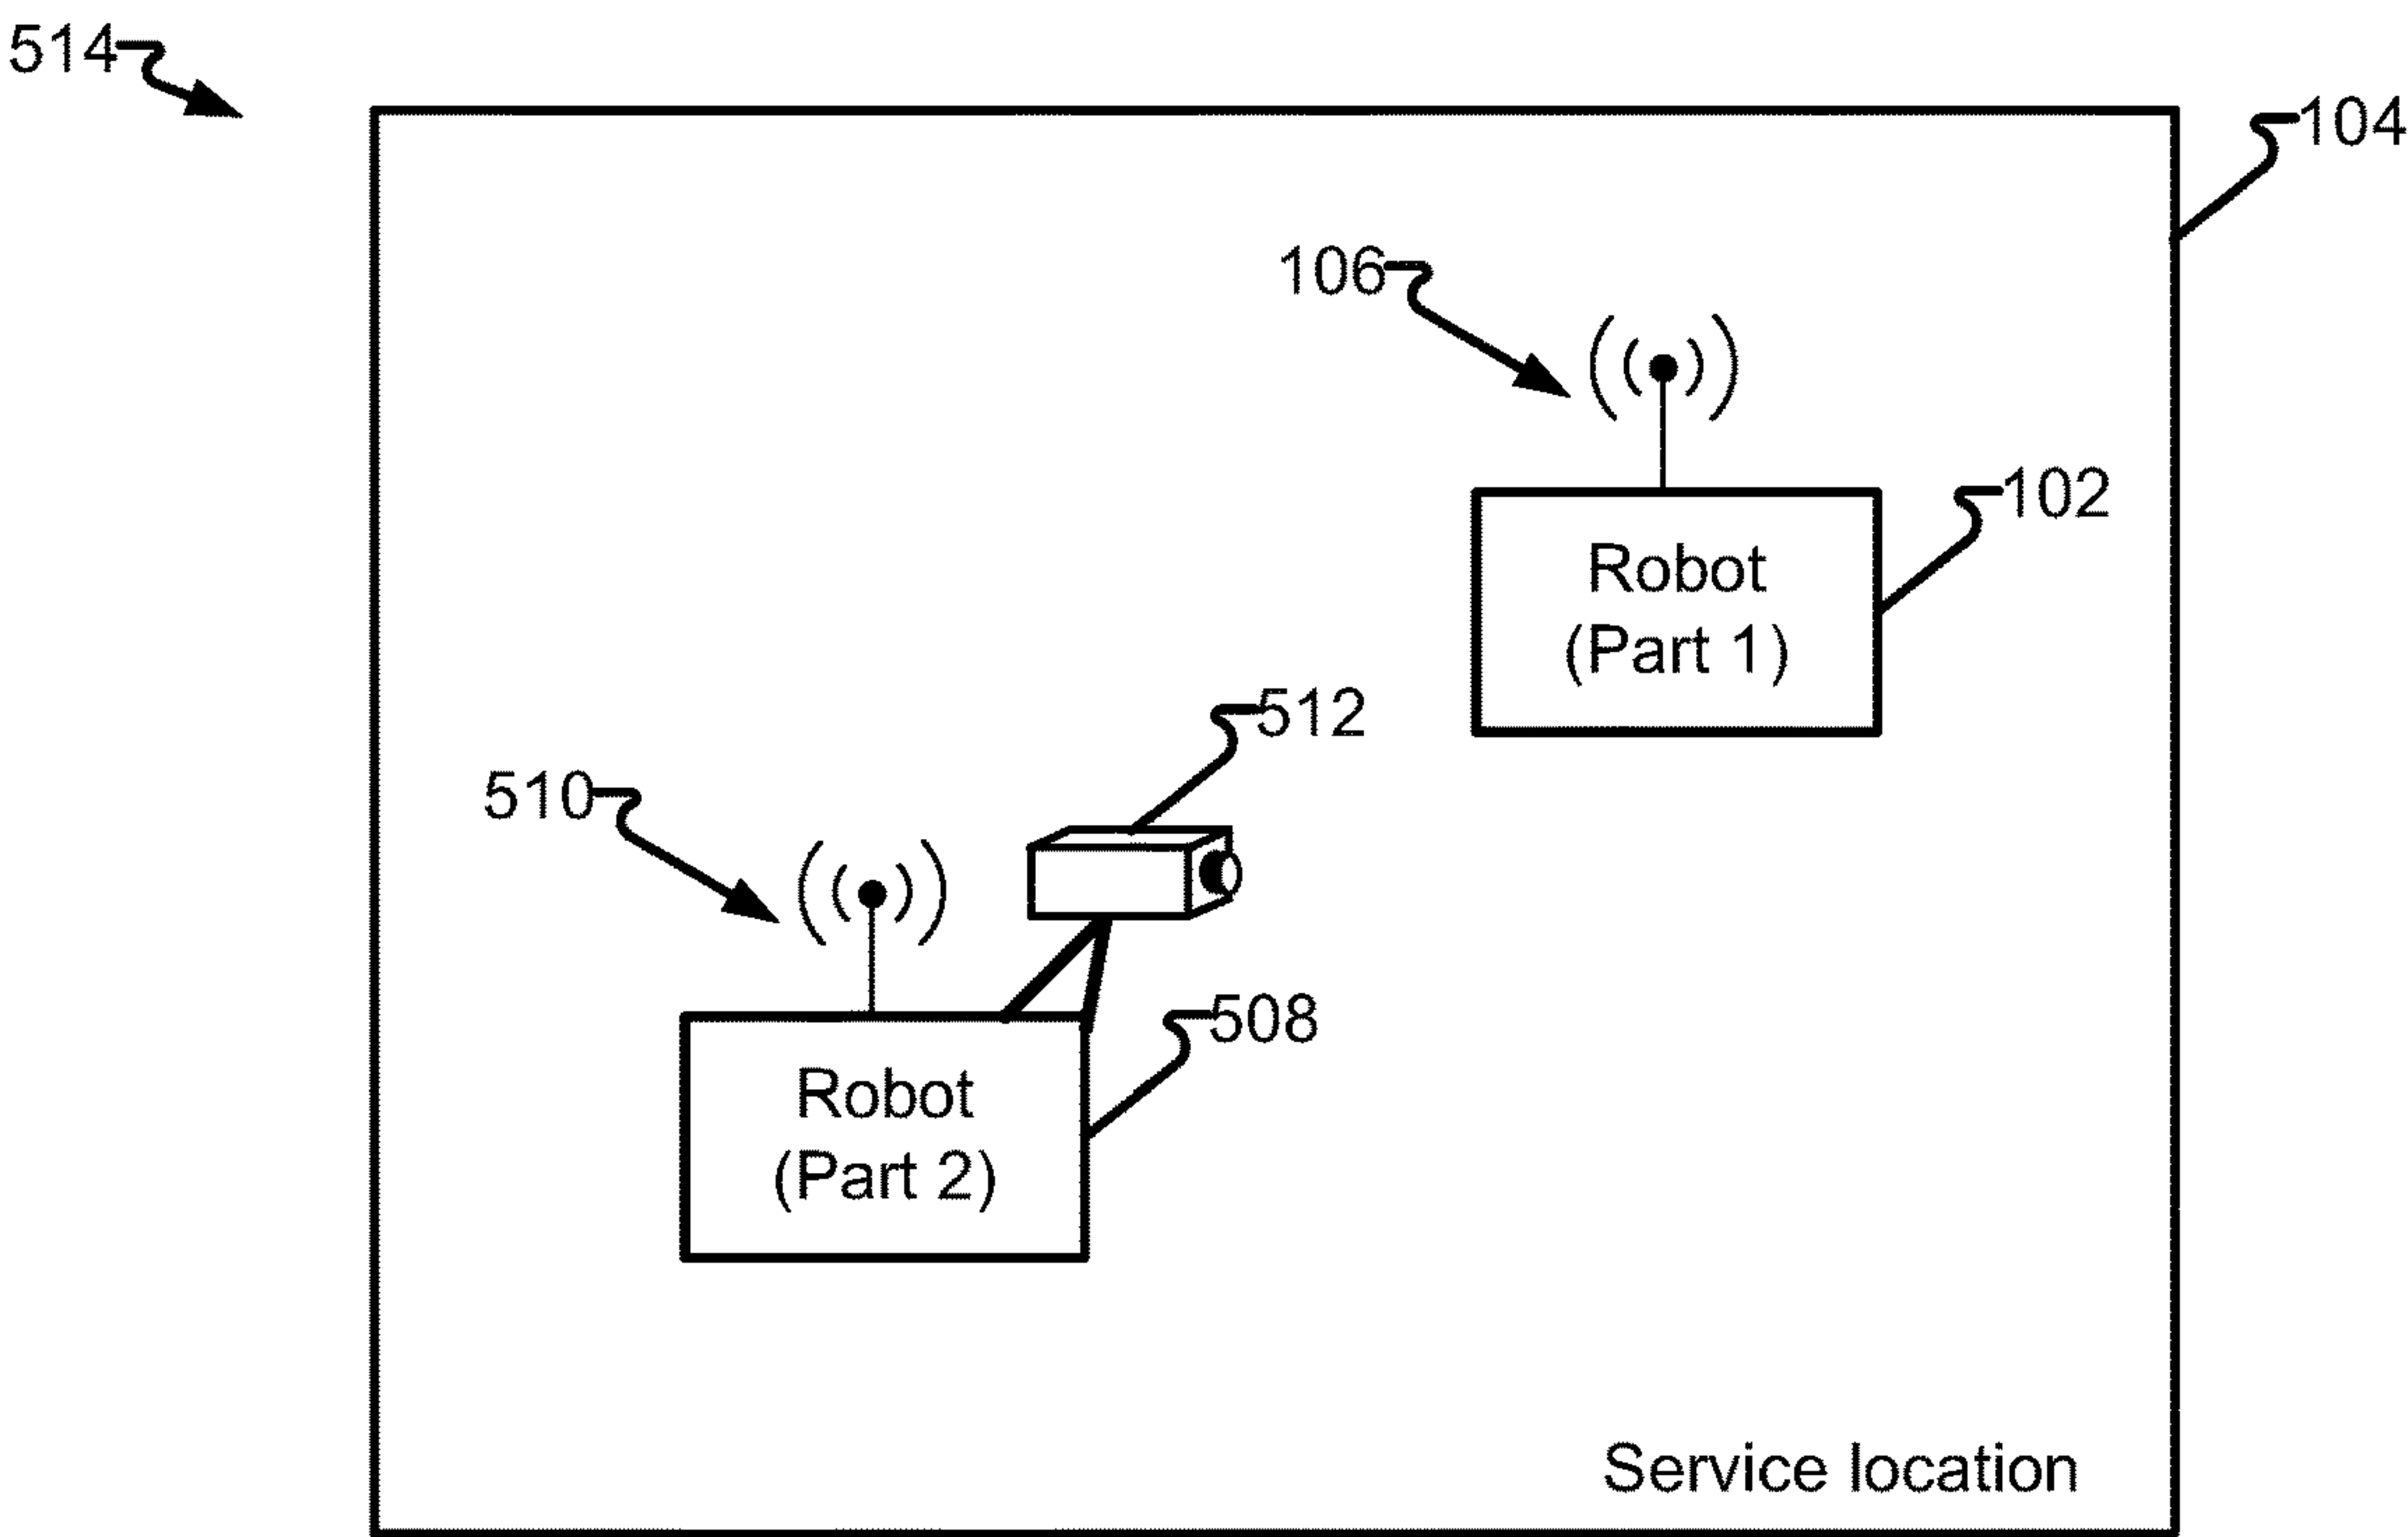 514
104
106
102
Robot
(Part 1)
512
510
508
Robot
(Part 2)
Service location